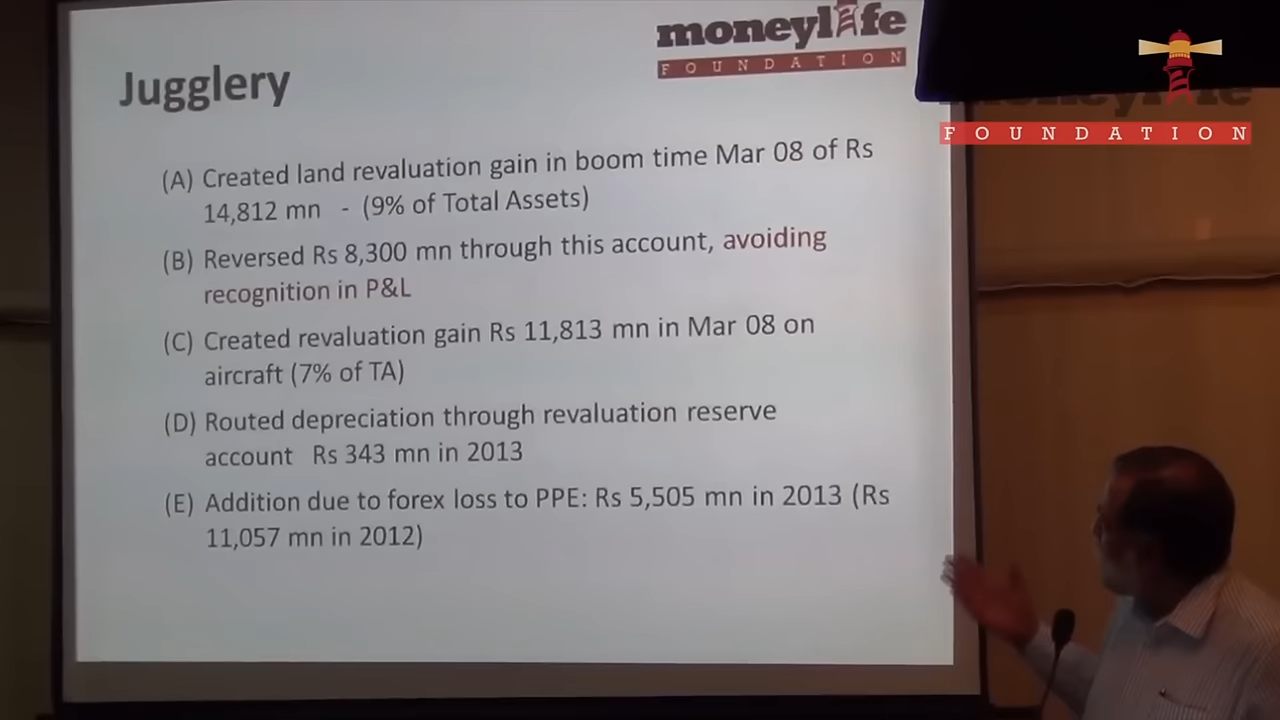 moneylife
FOUNDATION
Jugglery
(A) Created land revaluation gain in boom time Mar 08 of Rs
14,812 mn - (9% of Total Assets)
(B) Reversed Rs 8,300 mn through this account, avoiding
recognition in P&L
(C) Created revaluation gain Rs 11,813 mn in Mar 08 on
aircraft (7% of TA)
(D) Routed depreciation through revaluation reserve
account Rs 343 mn in 2013
(E) Addition due to forex loss to PPE: Rs 5,505 mn in 2013 (Rs
11,057 mn in 2012)
moneylife
FOUNDATION